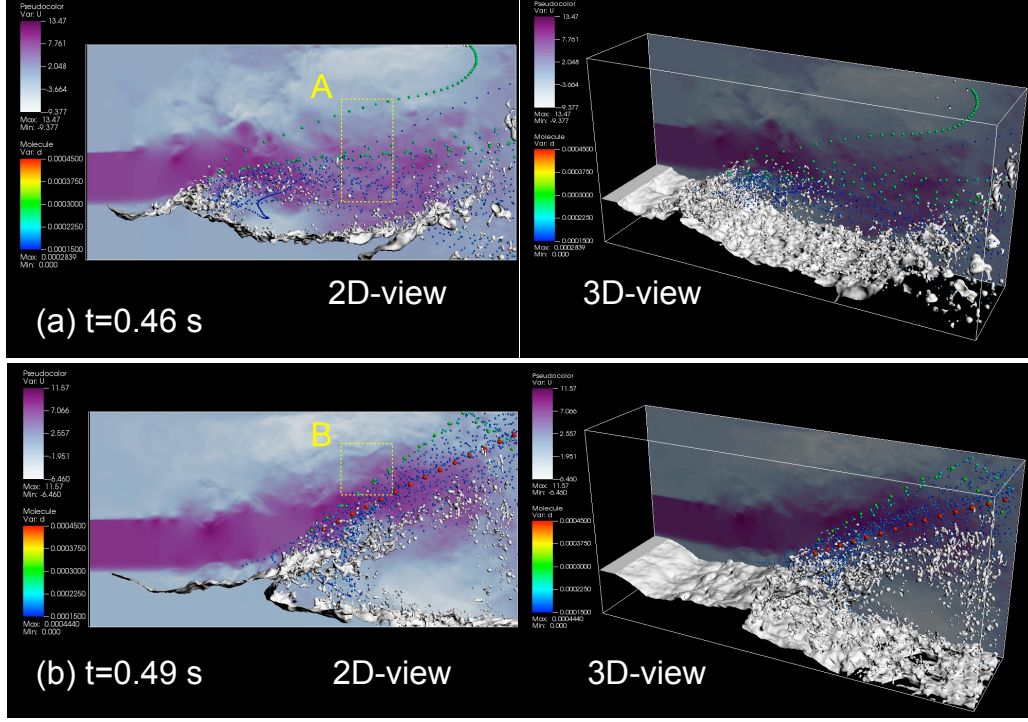 Pseudocolor
Var: U
13.47
7.761
2.048
-3.664
-9.377
Max: 13.47
Min: -9.377
Molecule
Var: d
0.0004500
0.0003750
0.0003000
0.0002250
0.0001500
Max: 0.0002839
Min: 0.000
A
2D-view
(a) t=0.46 s
Pseudocolor
Var: U
13.47
7.761
2.048
-3.664
-9.377
Max: 13.47
Min: -9.377
Molecule
Var: d
0.0004500
0.0003750
0.0003000
0.0002250
0.0001500
Max: 0.0002839
Min: 0.000
3D-view
Pseudocolor
Var: U
11.57
7.066
2.557
-1.951
-6.460
Max: 11.57
Min: -6.460
Molecule
Var: d
0.0004500
0.0003750
0.0003000
0.0002250
0.0001500
Max: 0.0004440
Min: 0.000
B
2D-view
(b) t=0.49 s
Pseudocolor
Var: U
11.57
7.066
2.557
-1.951
-6.460
Max: 11.57
Min: -6.460
Molecule
Var: d
0.0004500
0.0003750
0.0003000
0.0002250
0.0001500
Max: 0.0004440
Min: 0.000
3D-view